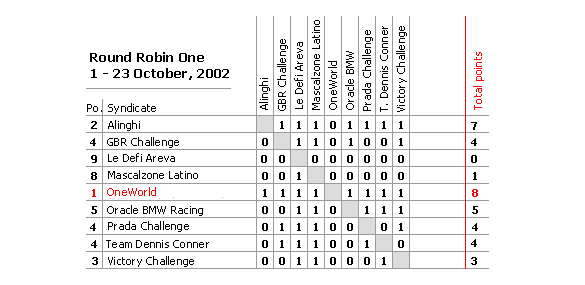 Round Robin One
1 - 23 October, 2002
Po. Syndicate Alinghi GBR Challenge Le Defi Areva Mascalzone Latino OneWorld Oracle BMW Prada Challenge T. Dennis Conner Victory Challenge Total points
2 Alinghi 1 1 1 0 1 1 1 1 7
4 GBR Challenge 0 1 1 0 1 0 0 1 4
9 Le Defi Areva 0 0 0 0 0 0 0 0 0
8 Mascalzone Latino 0 0 1 0 0 0 0 0 1
1 OneWorld 1 1 1 1 1 1 1 1 8
5 Oracle BMW Racing 0 0 1 1 0 1 1 1 5
4 Prada Challenge 0 1 1 1 0 0 0 1 4
4 Team Dennis Conner 0 1 1 1 0 0 1 0 4
3 Victory Challenge 0 0 1 1 0 0 0 1 3